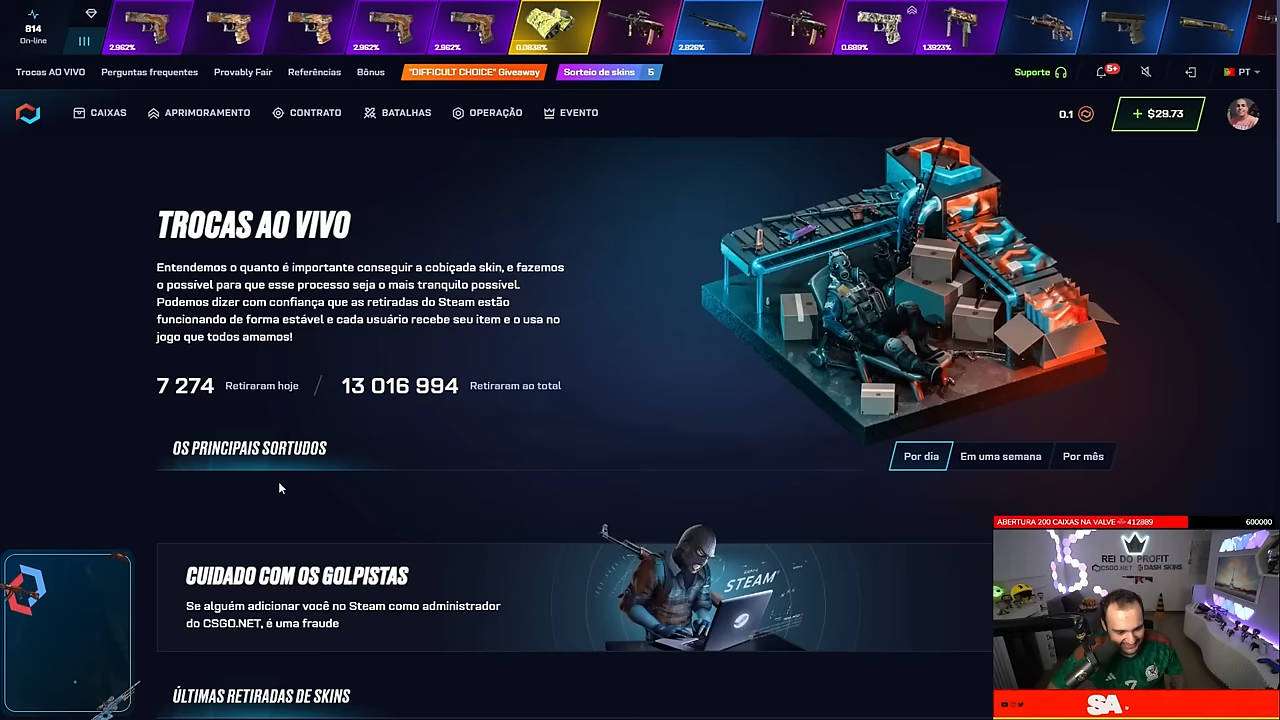 814
On-line
2.962%
2.962%
2.962%
0.0838%
2.826%
0.689%
1.3923%
Trocas AO VIVO
Perguntas frequentes
Provably Fair
Referências
Bônus
"DIFFICULT CHOICE" Giveaway
Sorteio de skins 5
Suporte
5+
PT
CAIXAS
APRIMORAMENTO
CONTRATO
BATALHAS
OPERAÇÃO
EVENTO
0.1
+ $29.73
TROCAS AO VIVO
Entendemos o quanto é importante conseguir a cobiçada skin, e fazemos
o possível para que esse processo seja o mais tranquilo possível.
Podemos dizer com confiança que as retiradas do Steam estão
funcionando de forma estável e cada usuário recebe seu item e o usa no
jogo que todos amamos!
7 274 Retiraram hoje / 13 016 994 Retiraram ao total
OS PRINCIPAIS SORTUDOS
Por dia
Em uma semana
Por mês
CUIDADO COM OS GOLPISTAS
Se alguém adicionar você no Steam como administrador
do CSGO.NET, é uma fraude
STEAM
ÚLTIMAS RETIRADAS DE SKINS
ABERTURA 200 CAIXAS NA VALVE 412889
600000
REI DO PROFIT
CSGO.NET DASH SKINS
7
SA.